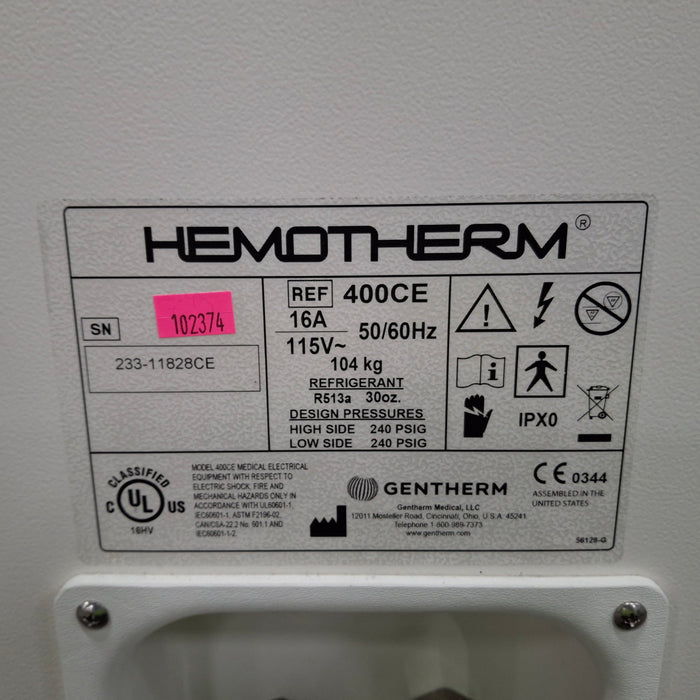 HEMOTHERM®
SN
102374
233-11828CE
REF 400CE
16A
115V~ 50/60Hz
104 kg
REFRIGERANT
R513a 30oz.
DESIGN PRESSURES
HIGH SIDE 240 PSIG
LOW SIDE 240 PSIG
IPX0
CLASSIFIED
C UL US
16HV
MODEL 400CE MEDICAL ELECTRICAL
EQUIPMENT WITH RESPECT TO
ELECTRIC SHOCK, FIRE AND
MECHANICAL HAZARDS ONLY IN
ACCORDANCE WITH UL60601-1,
IEC60601-1, ASTM F2196-02,
CAN/CSA-22.2 No. 601.1 AND
IEC60601-1-2
GENTHERM
Gentherm Medical, LLC
12011 Mosteller Road, Cincinnati, Ohio, U.S.A. 45241
Telephone 1-800-989-7373
www.gentherm.com
CE 0344
ASSEMBLED IN THE
UNITED STATES
56128-G